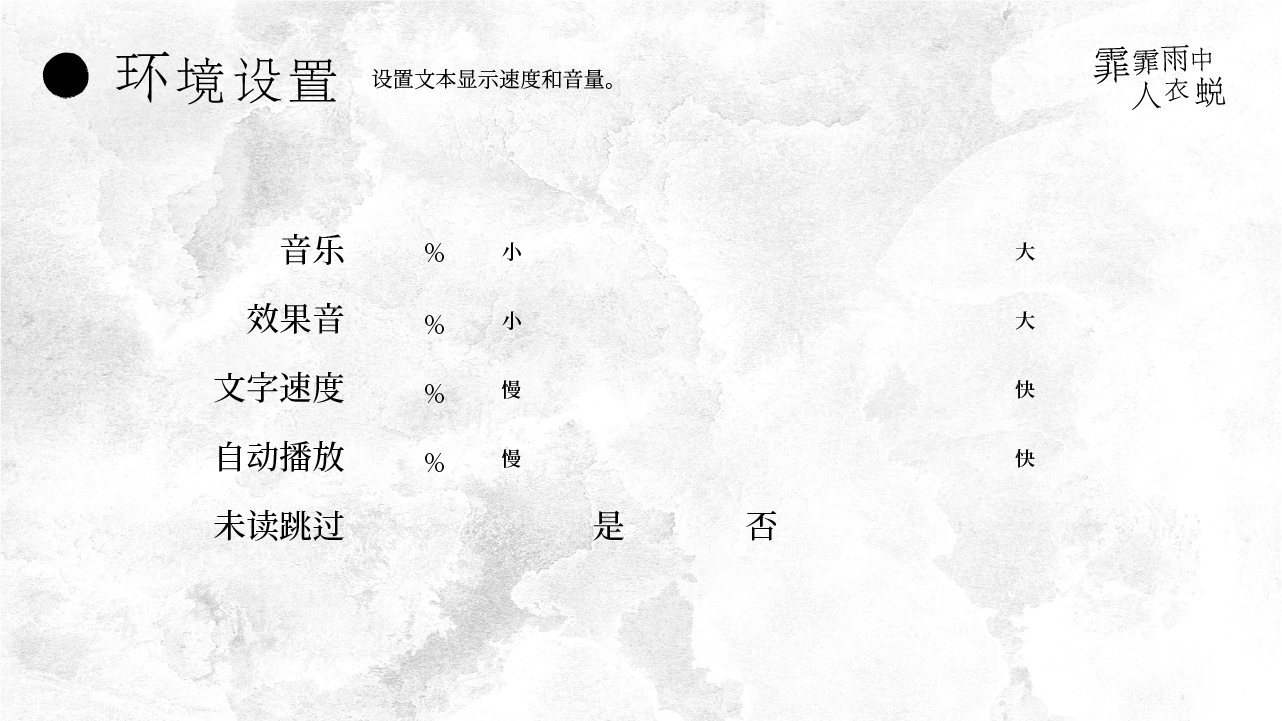 环境设置 设置文本显示速度和音量。
霏霏雨中
人衣蜕
音乐 % 小 大
效果音 % 小 大
文字速度 % 慢 快
自动播放 % 慢 快
未读跳过 是 否